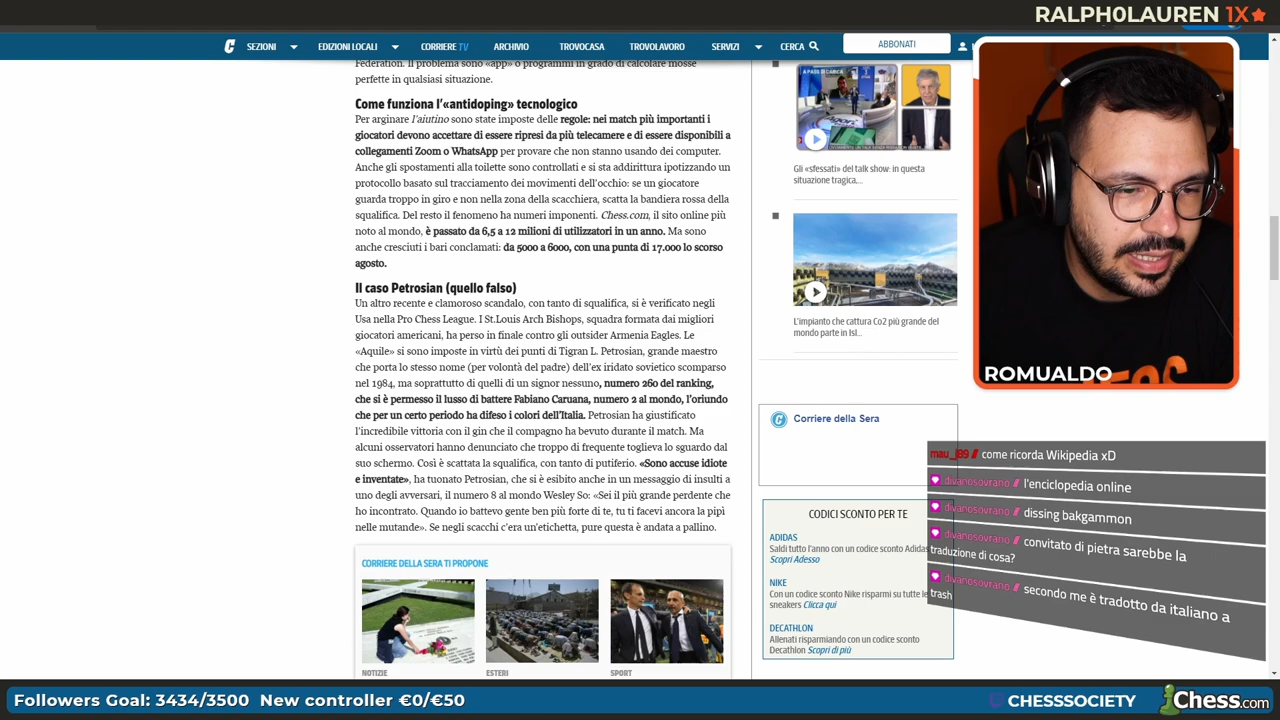 RALPH0LAUREN 1X
C SEZIONI EDIZIONI LOCALI CORRIERE TV ARCHIVIO TROVOCASA TROVOLAVORO SERVIZI CERCA ABBONATI
Federation. Il problema sono «app» o programmi in grado di calcolare mosse
perfette in qualsiasi situazione.
Come funziona l'«antidoping» tecnologico
Per arginare l'aiutino sono state imposte delle regole: nei match più importanti i
giocatori devono accettare di essere ripresi da più telecamere e di essere disponibili a
collegamenti Zoom o WhatsApp per provare che non stanno usando dei computer.
Anche gli spostamenti alla toilette sono controllati e si sta addirittura ipotizzando un
protocollo basato sul tracciamento dei movimenti dell'occhio: se un giocatore
guarda troppo in giro e non nella zona della scacchiera, scatta la bandiera rossa della
squalifica. Del resto il fenomeno ha numeri imponenti. Chess.com, il sito online più
noto al mondo, è passato da 6,5 a 12 milioni di utilizzatori in un anno. Ma sono
anche cresciuti i bari conclamati: da 5000 a 6000, con una punta di 17.000 lo scorso
agosto.
Il caso Petrosian (quello falso)
Un altro recente e clamoroso scandalo, con tanto di squalifica, si è verificato negli
Usa nella Pro Chess League. I St.Louis Arch Bishops, squadra formata dai migliori
giocatori americani, ha perso in finale contro gli outsider Armenia Eagles. Le
«Aquile» si sono imposte in virtù dei punti di Tigran L. Petrosian, grande maestro
che porta lo stesso nome (per volontà del padre) dell'ex iridato sovietico scomparso
nel 1984, ma soprattutto di quelli di un signor nessuno, numero 260 del ranking,
che si è permesso il lusso di battere Fabiano Caruana, numero 2 al mondo, l'oriundo
che per un certo periodo ha difeso i colori dell'Italia. Petrosian ha giustificato
l'incredibile vittoria con il gin che il compagno ha bevuto durante il match. Ma
alcuni osservatori hanno denunciato che troppo di frequente toglieva lo sguardo dal
suo schermo. Così è scattata la squalifica, con tanto di putiferio. «Sono accuse idiote
e inventate», ha tuonato Petrosian, che si è esibito anche in un messaggio di insulti a
uno degli avversari, il numero 8 al mondo Wesley So: «Sei il più grande perdente che
ho incontrato. Quando io battevo gente ben più forte di te, tu ti facevi ancora la pipì
nelle mutande». Se negli scacchi c'era un'etichetta, pure questa è andata a pallino.
CORRIERE DELLA SERA TI PROPONE
NOTIZIE ESTERI SPORT
A PASSO DI CARICA
Gli «sfessati» del talk show: in questa
situazione tragica,...
L'impianto che cattura Co2 più grande del
mondo parte in Isl...
Corriere della Sera
CODICI SCONTO PER TE
ADIDAS
Saldi tutto l'anno con un codice sconto Adidas
Scopri Adesso
NIKE
Con un codice sconto Nike risparmi su tutte le
sneakers Clicca qui
DECATHLON
Allenati risparmiando con un codice sconto
Decathlon Scopri di più
ROMUALDO
mau_j89 // come ricorda Wikipedia xD
divanosovrano // l'enciclopedia online
divanosovrano // dissing bakgammon
divanosovrano // convitato di pietra sarebbe la
traduzione di cosa?
divanosovrano // secondo me è tradotto da italiano a
trash
Followers Goal: 3434/3500 New controller €0/€50
CHESSSOCIETY
Chess.com